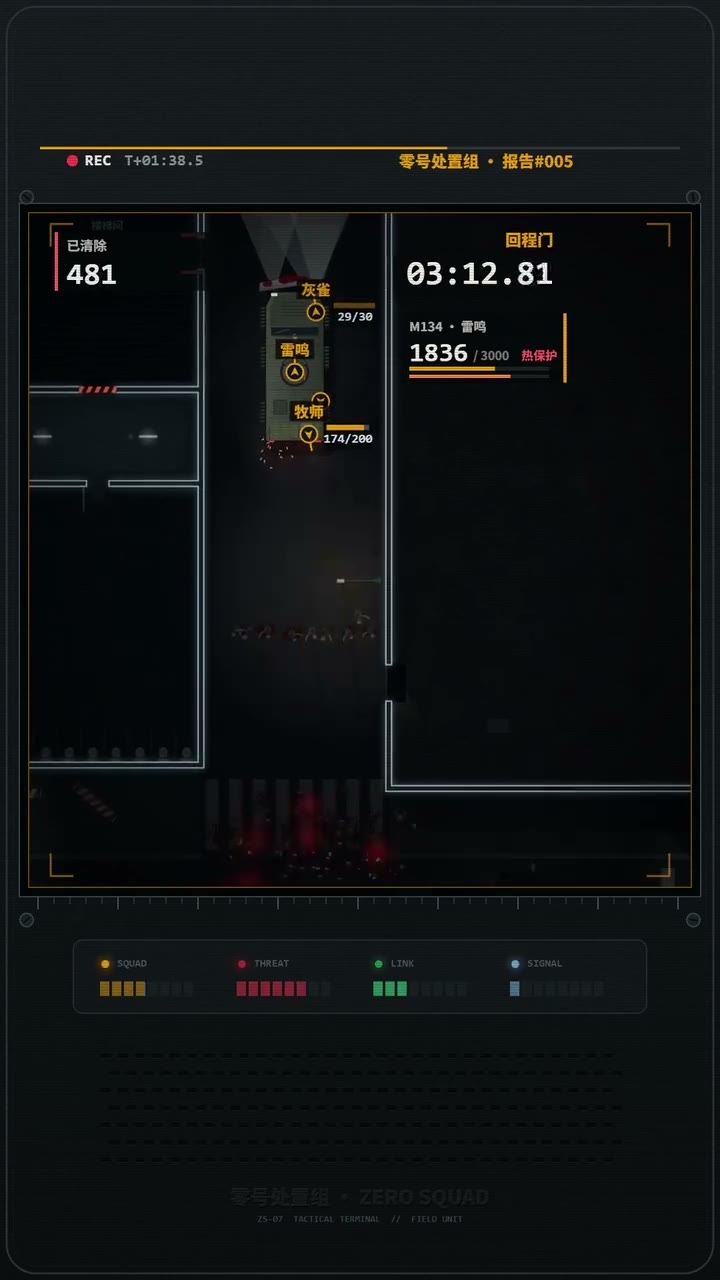 REC T+01:38.5
零号处置组 • 报告#005
楼梯间
已清除
481
回程门
03:12.81
M134 • 雷鸣
1836 / 3000 热保护
灰雀
29/30
雷鸣
牧师
174/200
SQUAD
THREAT
LINK
SIGNAL
零号处置组 • ZERO SQUAD
ZS-07 TACTICAL TERMINAL // FIELD UNIT